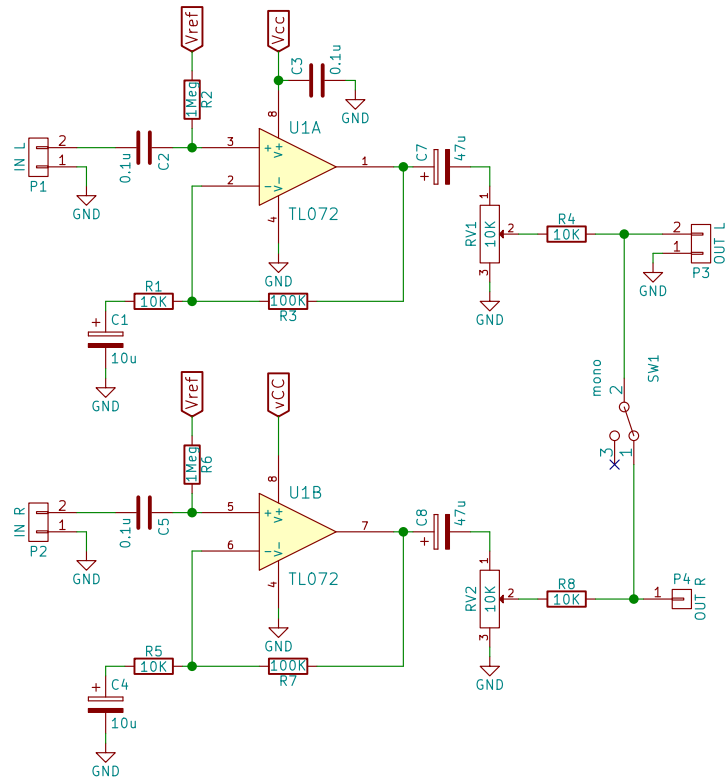 Vref
Vcc
C3
0.1u
GND
1Meg
R2
8
U1A
IN L
2
1
P1
GND
0.1u
C2
3
+
V+
2
-
V-
4
TL072
GND
1
C7
47u
+
1
RV1
10K
2
3
GND
R4
10K
2
1
P3
OUT L
GND
R1
10K
100K
R3
+
C1
10u
GND
mono
SW1
2
3
1
Vref
vCC
1Meg
R6
8
U1B
IN R
2
1
P2
GND
0.1u
C5
5
+
V+
6
-
V-
4
TL072
GND
7
C8
47u
+
1
RV2
10K
2
3
GND
R8
10K
1
P4
OUT R
R5
10K
100K
R7
+
C4
10u
GND